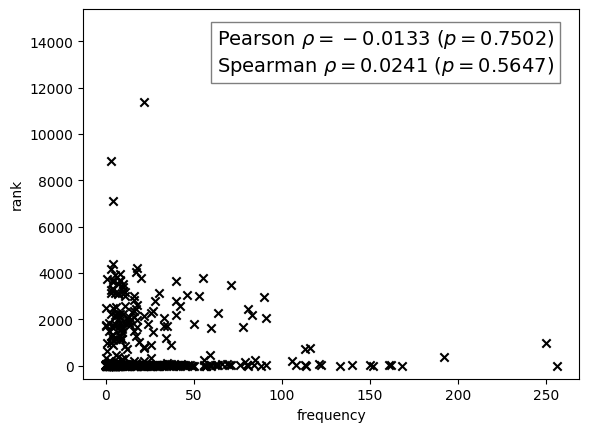 Pearson ρ = −0.0133 (p = 0.7502)
Spearman ρ = 0.0241 (p = 0.5647)
14000
12000
10000
8000
6000
4000
2000
0
rank
0 50 100 150 200 250
frequency